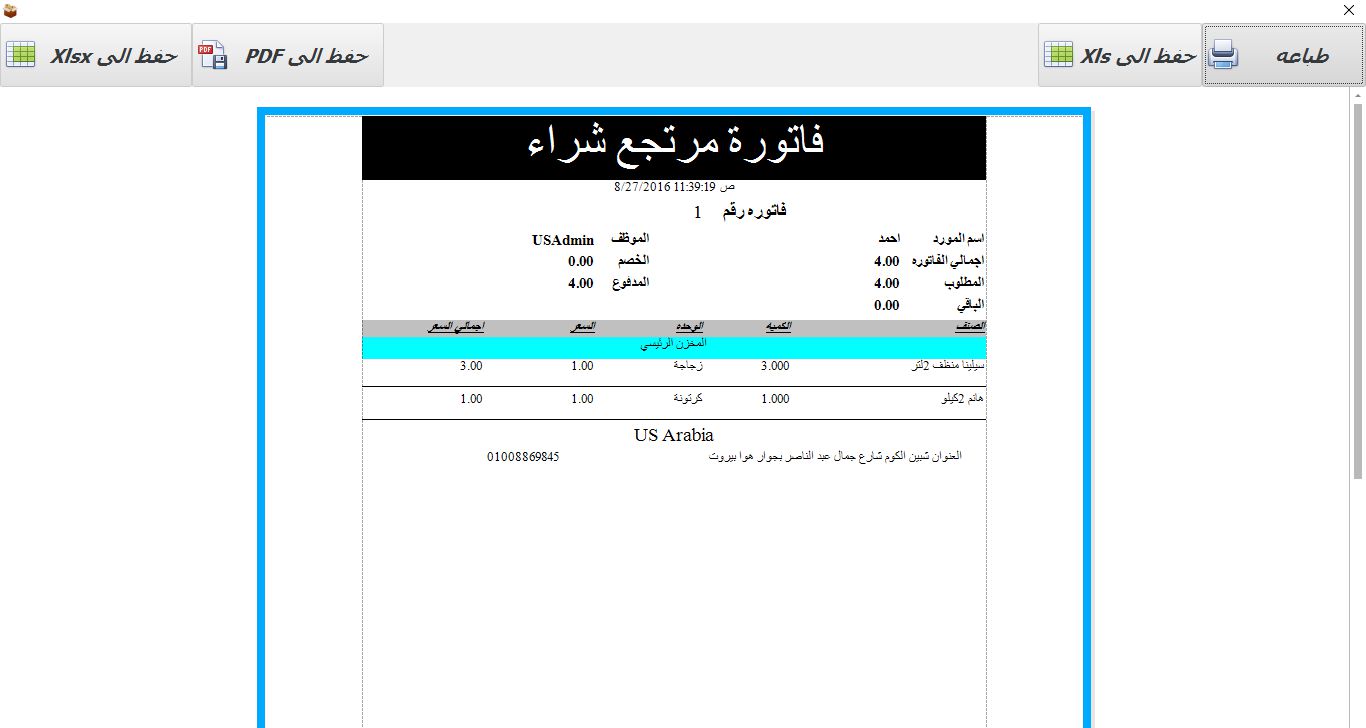 طباعه حفظ الى Xls حفظ الى PDF حفظ الى Xlsx
فاتورة مرتجع شراء
8/27/2016 11:39:19 ص
فاتوره رقم 1
اسم المورد احمد الموظف USAdmin
اجمالي الفاتوره 4.00 الخصم 0.00
المطلوب 4.00 المدفوع 4.00
الباقي 0.00
الصنف الكميه الوحده السعر اجمالي السعر
المخزن الرئيسي
سيلينا منظف 2لتر 3.000 زجاجة 1.00 3.00
هانم 2كيلو 1.000 كرتونة 1.00 1.00
US Arabia
العنوان شبين الكوم شارع جمال عبد الناصر بجوار هوا بيروت 01008869845